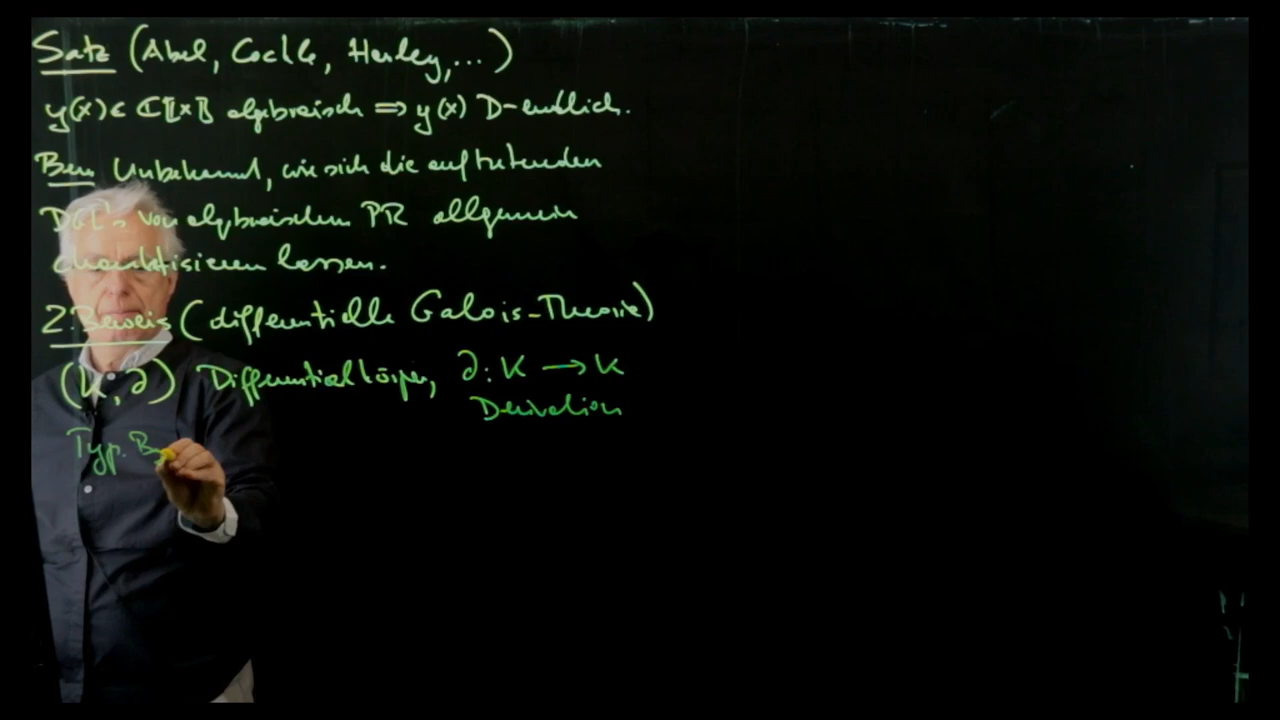 Satz (Abel, Cockle, Harley,...)
y(x) ∈ ℂ⟦x⟧ algebraisch ⟹ y(x) D-endlich.
Bem Unbekannt, wie sich die auftretenden
DGL's von algebraischen PR allgemein
charakterisieren lassen.
2. Beweis (differentielle Galois-Theorie)
(K, ∂) Differentialkörper, ∂: K → K
Derivation
Typ. B